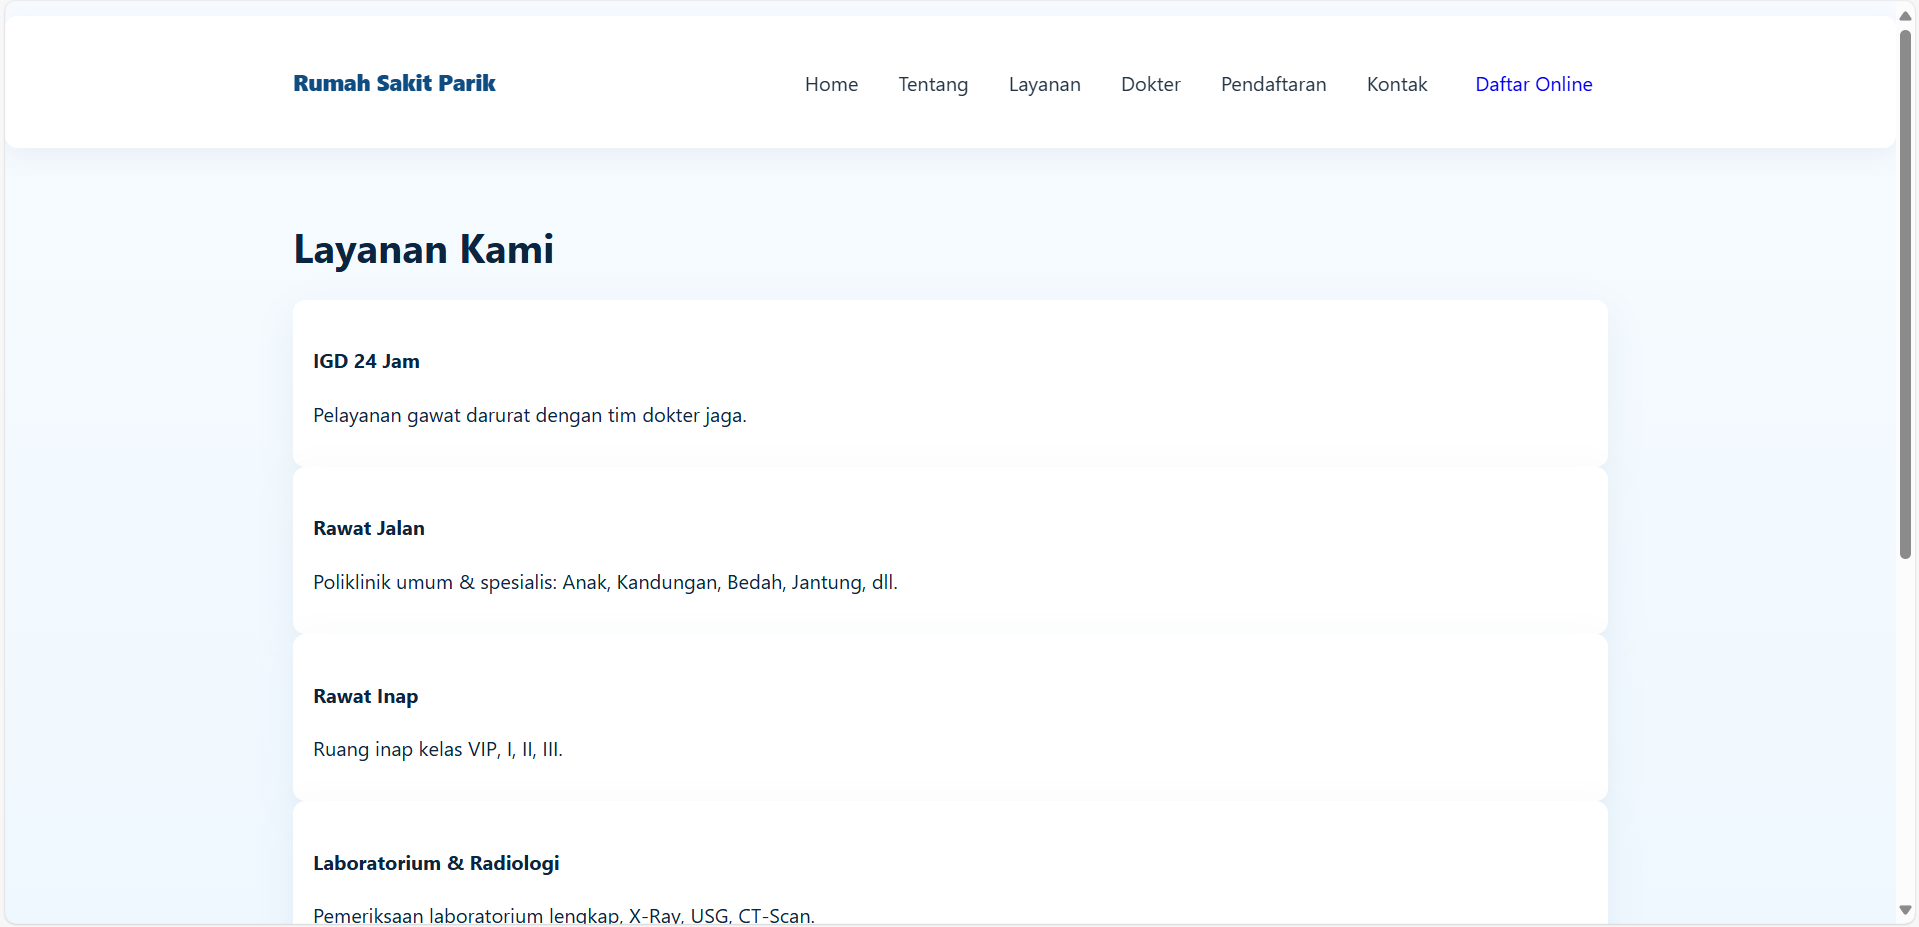 Rumah Sakit Parik
Home Tentang Layanan Dokter Pendaftaran Kontak Daftar Online
Layanan Kami
IGD 24 Jam
Pelayanan gawat darurat dengan tim dokter jaga.
Rawat Jalan
Poliklinik umum & spesialis: Anak, Kandungan, Bedah, Jantung, dll.
Rawat Inap
Ruang inap kelas VIP, I, II, III.
Laboratorium & Radiologi
Pemeriksaan laboratorium lengkap, X-Ray, USG, CT-Scan.